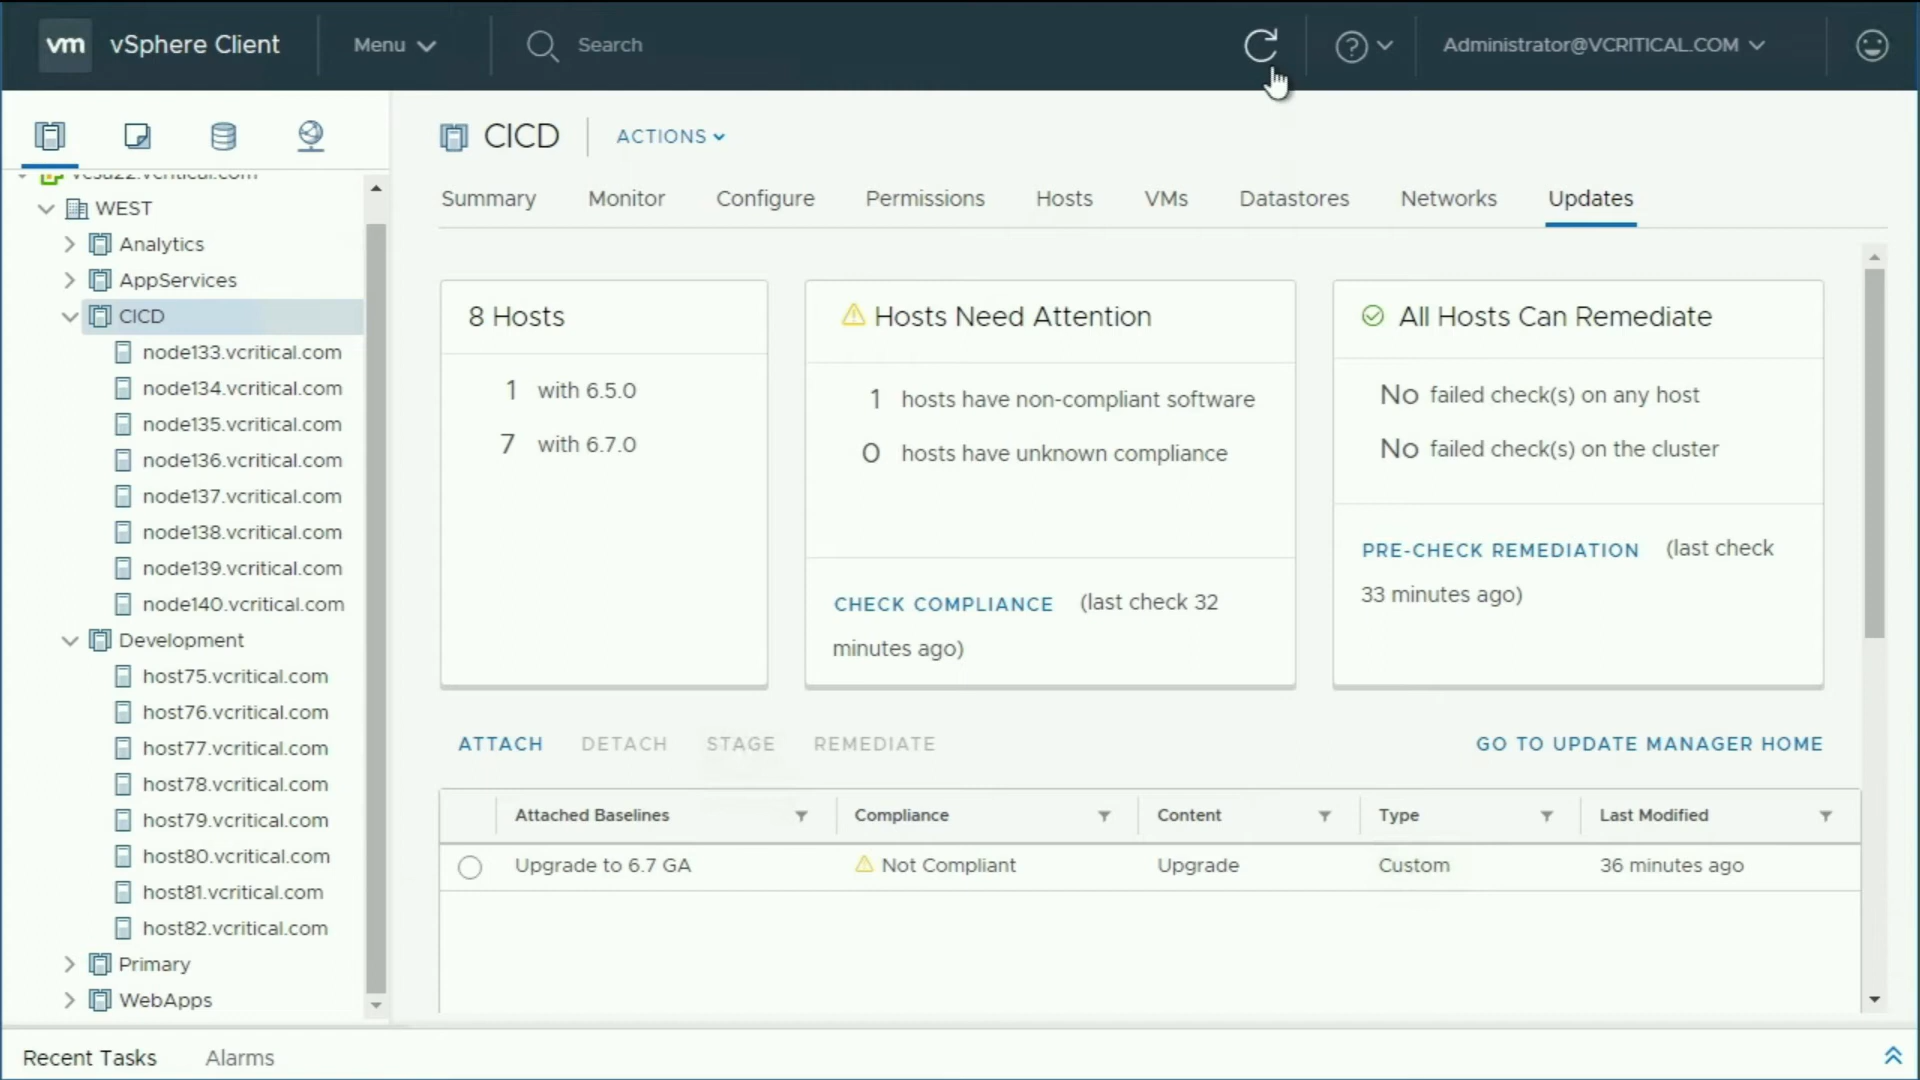 vm vSphere Client Menu Search Administrator@VCRITICAL.COM
CICD ACTIONS
Summary Monitor Configure Permissions Hosts VMs Datastores Networks Updates
vcsa22.vcritical.com
WEST
Analytics
AppServices
CICD
node133.vcritical.com
node134.vcritical.com
node135.vcritical.com
node136.vcritical.com
node137.vcritical.com
node138.vcritical.com
node139.vcritical.com
node140.vcritical.com
Development
host75.vcritical.com
host76.vcritical.com
host77.vcritical.com
host78.vcritical.com
host79.vcritical.com
host80.vcritical.com
host81.vcritical.com
host82.vcritical.com
Primary
WebApps
8 Hosts
1 with 6.5.0
7 with 6.7.0
Hosts Need Attention
1 hosts have non-compliant software
0 hosts have unknown compliance
CHECK COMPLIANCE (last check 32
minutes ago)
All Hosts Can Remediate
No failed check(s) on any host
No failed check(s) on the cluster
PRE-CHECK REMEDIATION (last check
33 minutes ago)
ATTACH DETACH STAGE REMEDIATE GO TO UPDATE MANAGER HOME
Attached Baselines Compliance Content Type Last Modified
Upgrade to 6.7 GA Not Compliant Upgrade Custom 36 minutes ago
Recent Tasks Alarms